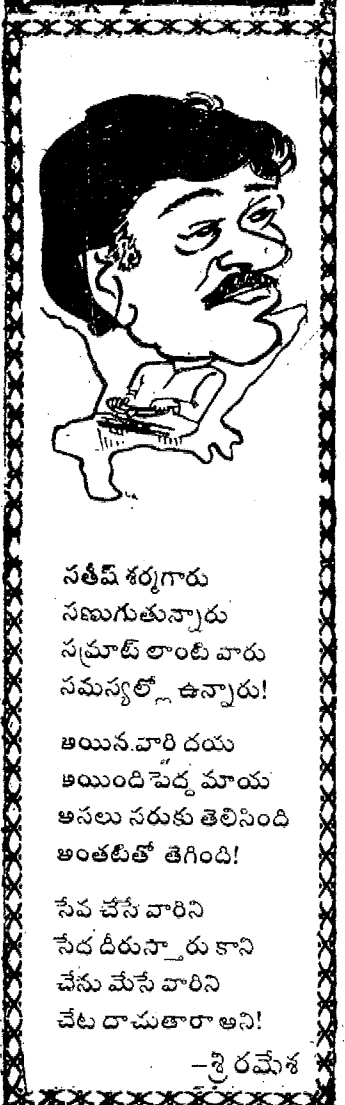 సతీష్ శర్మగారు
సణుగుతున్నారు
సమ్రాట్ లాంటి వారు
సమస్యల్లో ఉన్నారు!
అయిన.వారి దయ
అయింది పెద్ద మాయ
అసలు సరుకు తెలిసింది
అంతటితో తెగింది!
సేవ చేసే వారిని
సేద దీరుస్తారు కాని
చేను మేసే వారిని
చేట దాచుతారా అని!
–శ్రీ రమేశ